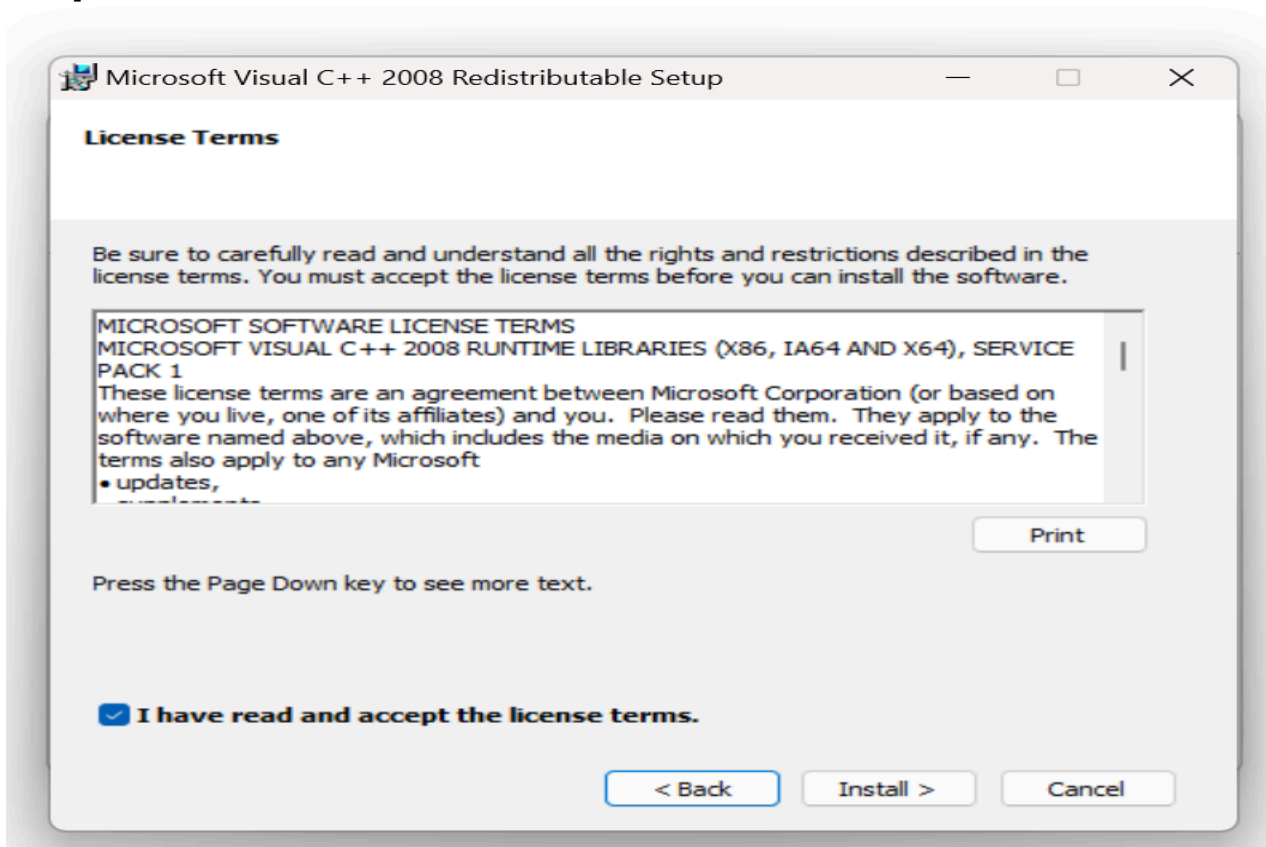 Microsoft Visual C++ 2008 Redistributable Setup
License Terms
Be sure to carefully read and understand all the rights and restrictions described in the
license terms. You must accept the license terms before you can install the software.
MICROSOFT SOFTWARE LICENSE TERMS
MICROSOFT VISUAL C++ 2008 RUNTIME LIBRARIES (X86, IA64 AND X64), SERVICE
PACK 1
These license terms are an agreement between Microsoft Corporation (or based on
where you live, one of its affiliates) and you.  Please read them.  They apply to the
software named above, which includes the media on which you received it, if any.  The
terms also apply to any Microsoft
• updates,
Print
Press the Page Down key to see more text.
I have read and accept the license terms.
< Back
Install >
Cancel